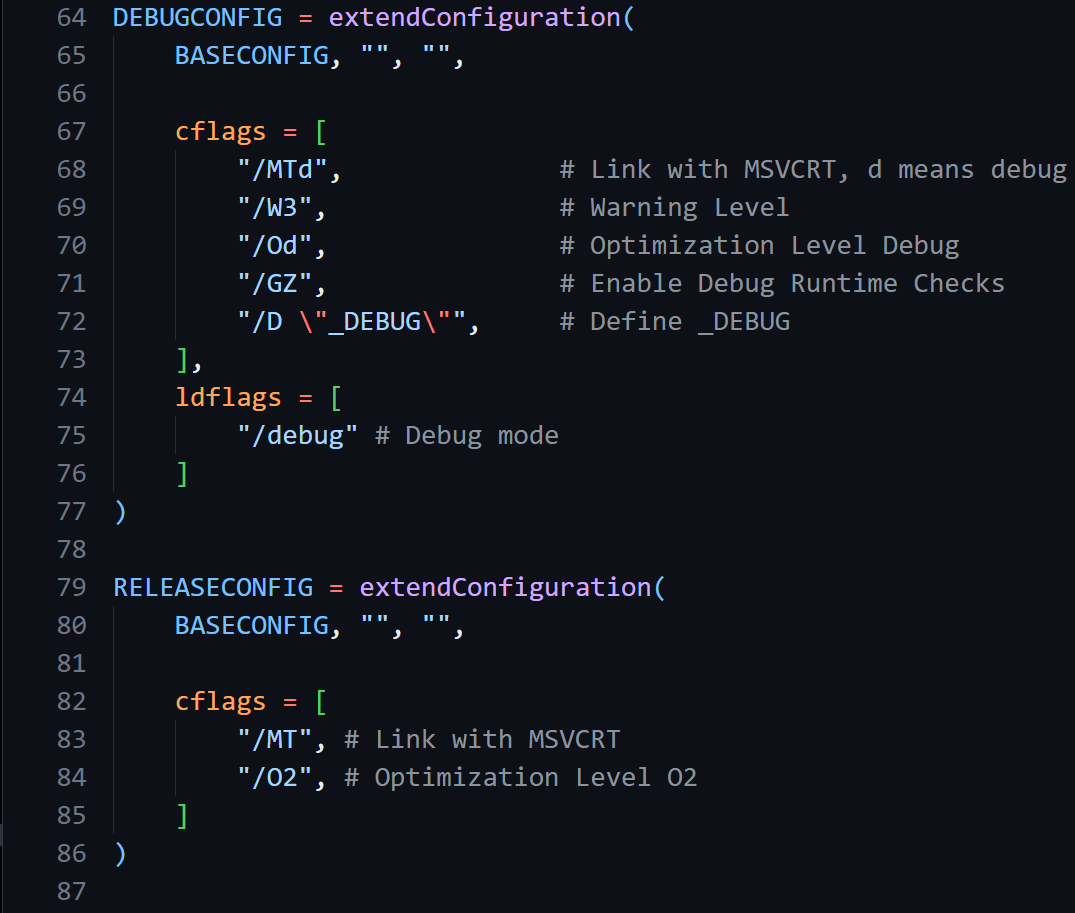 64 DEBUGCONFIG = extendConfiguration(
65     BASECONFIG, "", "",
66
67     cflags = [
68         "/MTd",              # Link with MSVCRT, d means debug
69         "/W3",               # Warning Level
70         "/Od",               # Optimization Level Debug
71         "/GZ",               # Enable Debug Runtime Checks
72         "/D \"_DEBUG\"",     # Define _DEBUG
73     ],
74     ldflags = [
75         "/debug" # Debug mode
76     ]
77 )
78
79 RELEASECONFIG = extendConfiguration(
80     BASECONFIG, "", "",
81
82     cflags = [
83         "/MT", # Link with MSVCRT
84         "/O2", # Optimization Level O2
85     ]
86 )
87